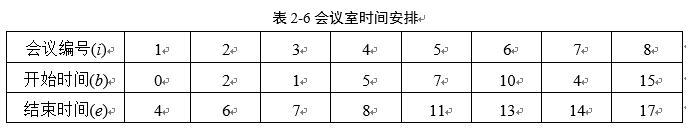 表 2-6 会议室时间安排
会议编号(i) 1 2 3 4 5 6 7 8
开始时间(b) 0 2 1 5 7 10 4 15
结束时间(e) 4 6 7 8 11 13 14 17